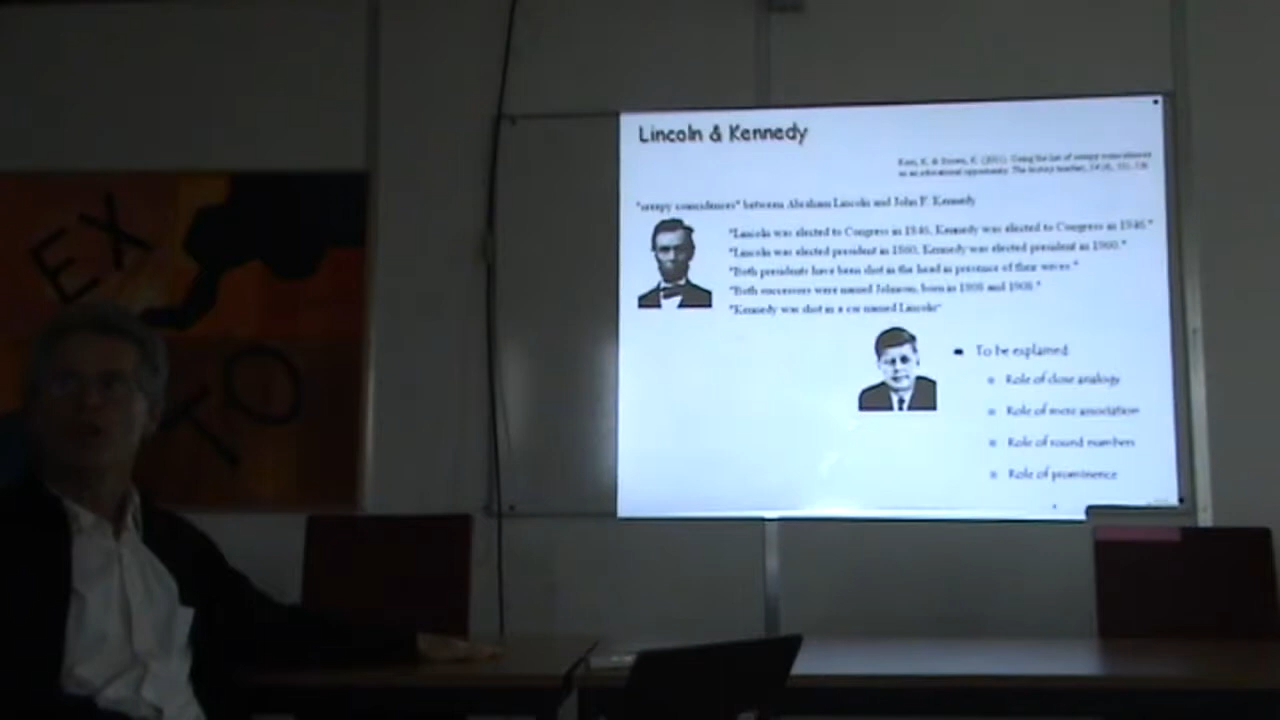 EX
TO
Lincoln & Kennedy
"creepy coincidences" between Abraham Lincoln and John F. Kennedy
"Lincoln was elected to Congress in 1846, Kennedy was elected to Congress in 1946."
"Lincoln was elected president in 1860, Kennedy was elected president in 1960."
"Both presidents have been shot in the head in presence of their wives."
"Both successors were named Johnson, born in 1808 and 1908."
"Kennedy was shot in a car named Lincoln"
To be explained
Role of close analogy
Role of mere association
Role of round numbers
Role of prominence